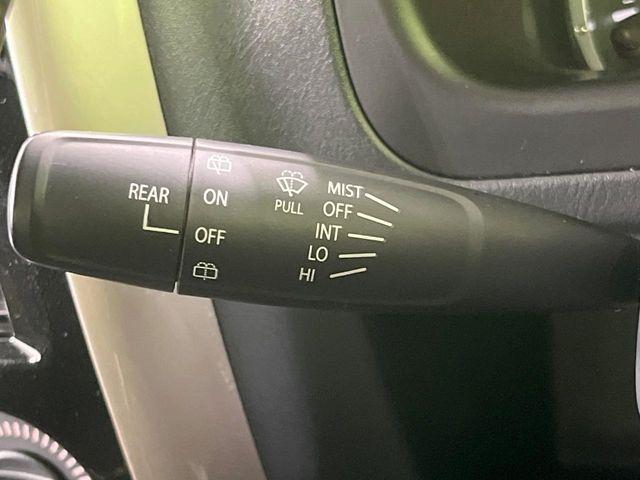 REAR
ON
OFF
PULL
MIST
OFF
INT
LO
HI